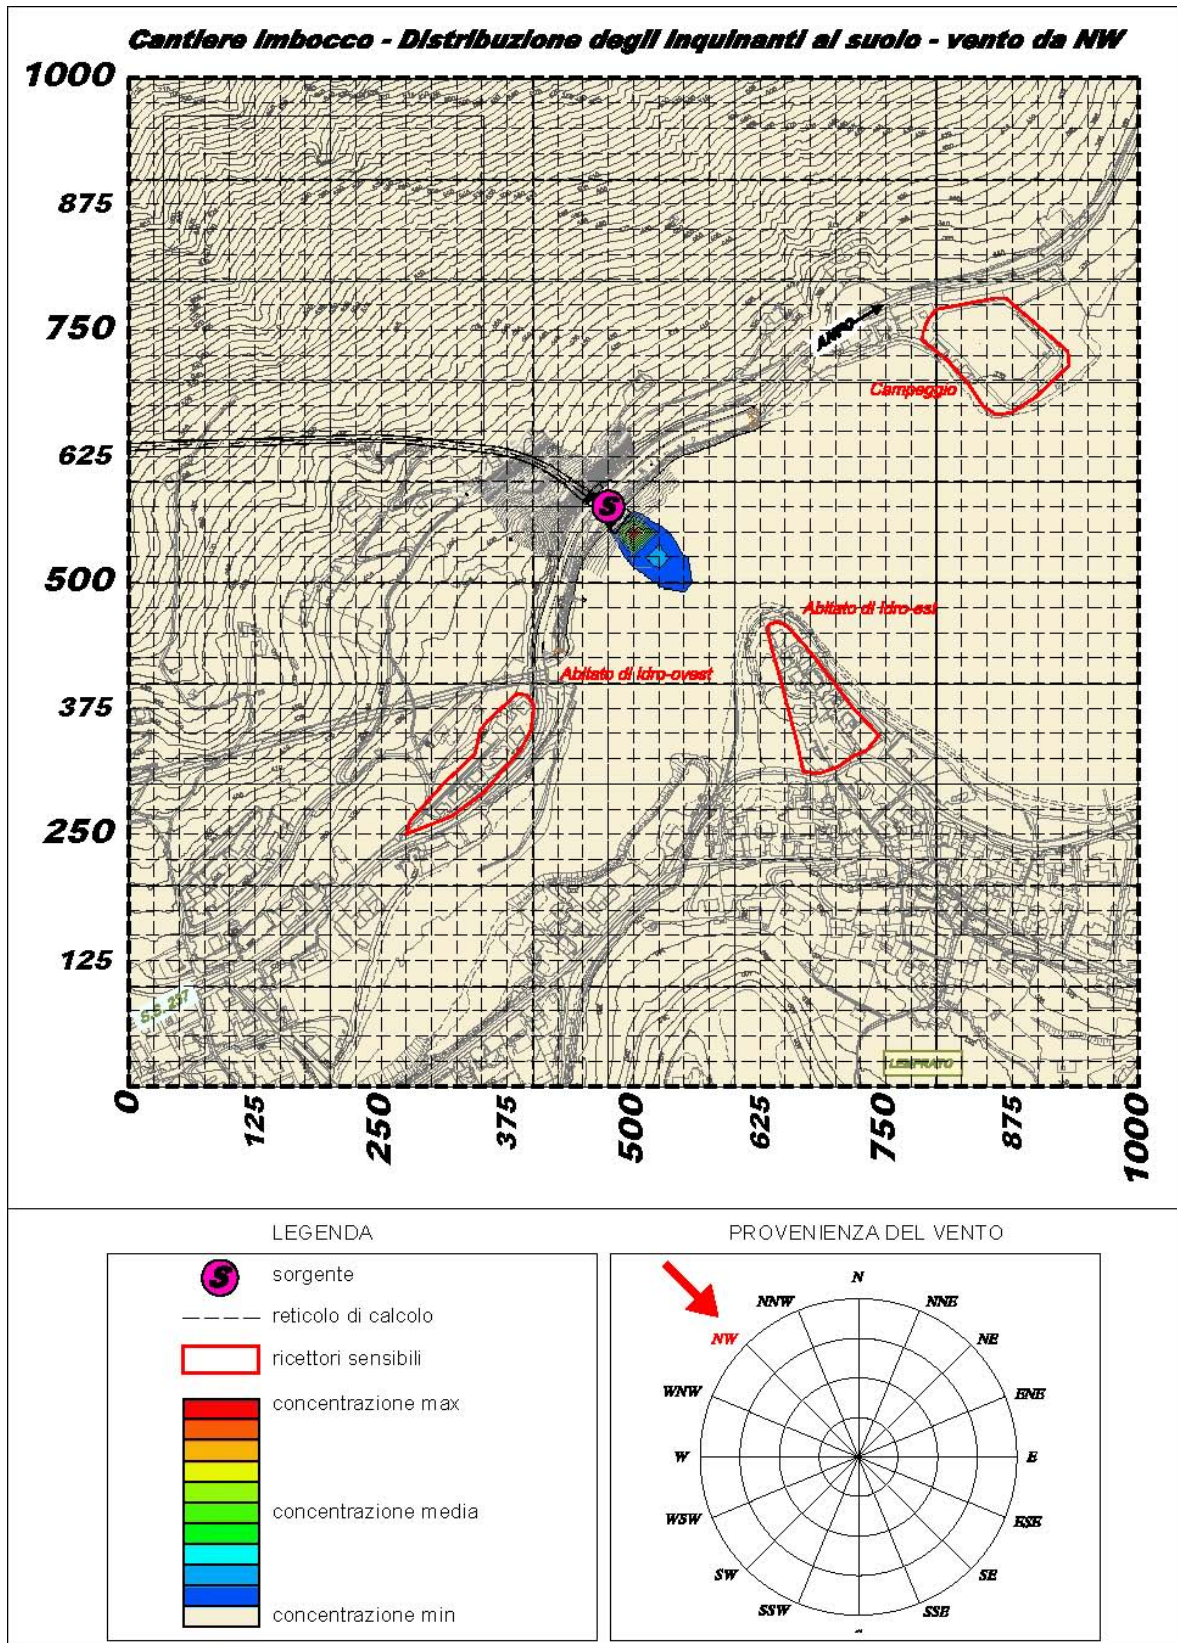 Cantiere imbocco - Distribuzione degli inquinanti al suolo - vento da NW
1000
875
750
625
500
375
250
125
0
125
250
375
500
625
750
875
1000
ANFO
Campeggio
S
Abitato di Idro-est
Abitato di Idro-ovest
S.S. 237
LEMPRATO
LEGENDA
S
sorgente
reticolo di calcolo
ricettori sensibili
concentrazione max
concentrazione media
concentrazione min
PROVENIENZA DEL VENTO
N
NNW
NNE
NW
NE
WNW
ENE
W
E
WSW
ESE
SW
SE
SSW
SSE